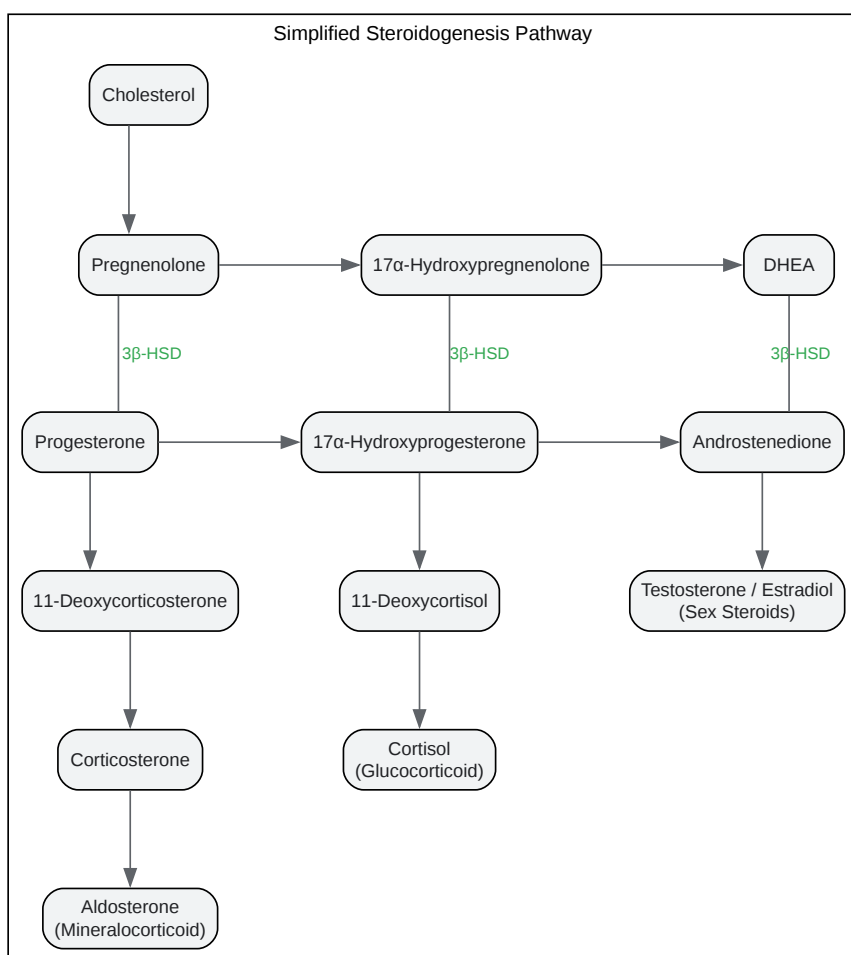 Simplified Steroidogenesis Pathway
Cholesterol
Pregnenolone
17α-Hydroxypregnenolone
DHEA
3β-HSD
3β-HSD
3β-HSD
Progesterone
17α-Hydroxyprogesterone
Androstenedione
11-Deoxycorticosterone
11-Deoxycortisol
Testosterone / Estradiol
(Sex Steroids)
Corticosterone
Cortisol
(Glucocorticoid)
Aldosterone
(Mineralocorticoid)